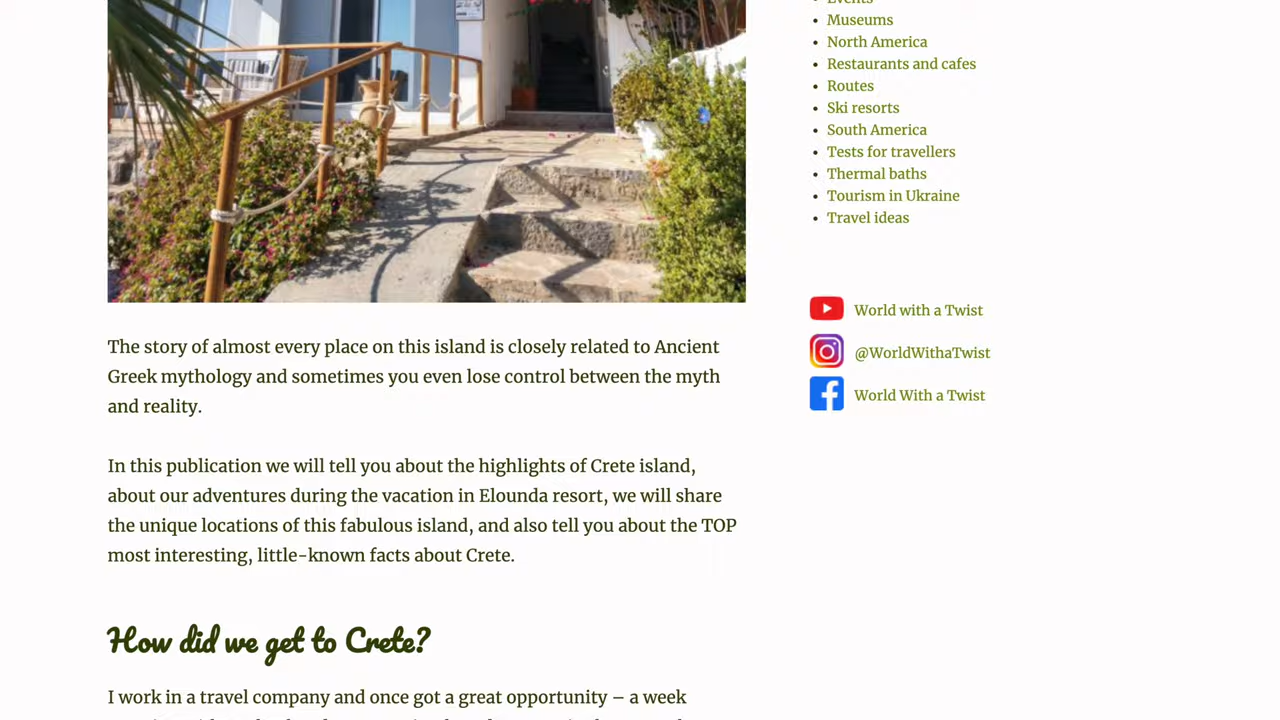 The story of almost every place on this island is closely related to Ancient
Greek mythology and sometimes you even lose control between the myth
and reality.
In this publication we will tell you about the highlights of Crete island,
about our adventures during the vacation in Elounda resort, we will share
the unique locations of this fabulous island, and also tell you about the TOP
most interesting, little-known facts about Crete.
How did we get to Crete?
I work in a travel company and once got a great opportunity – a week
Events
Museums
North America
Restaurants and cafes
Routes
Ski resorts
South America
Tests for travellers
Thermal baths
Tourism in Ukraine
Travel ideas
World with a Twist
@WorldWithaTwist
World With a Twist